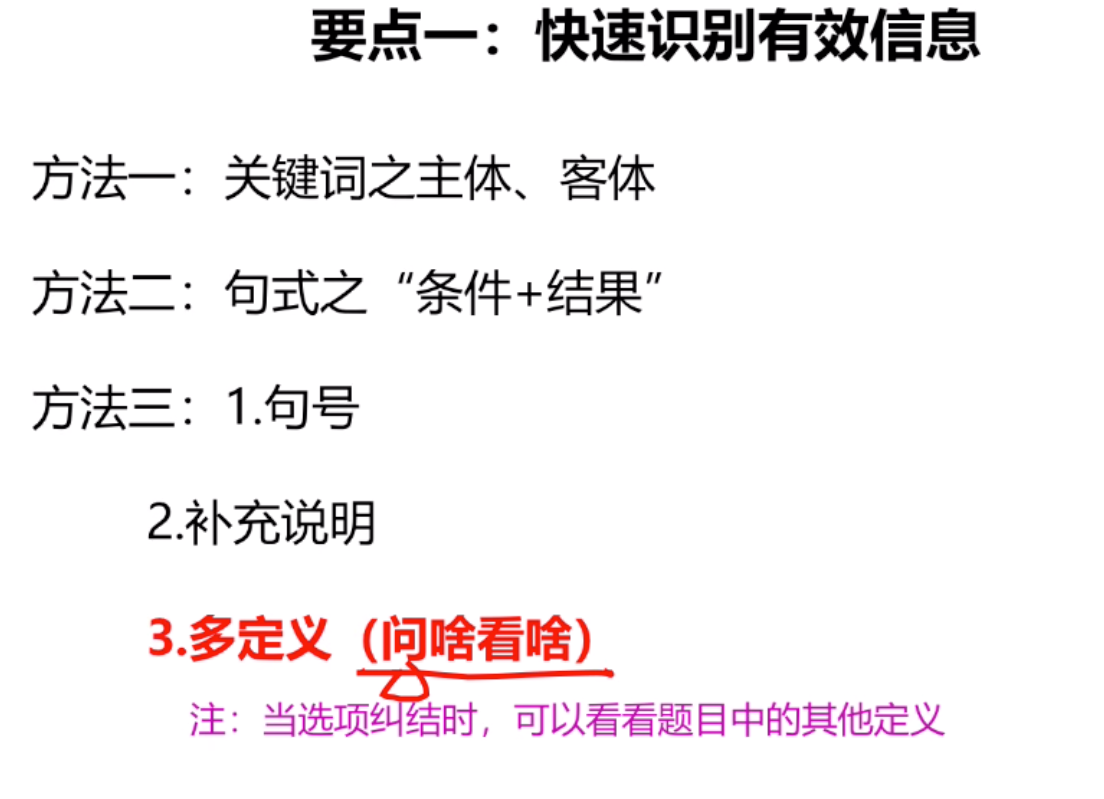 要点一：快速识别有效信息
方法一：关键词之主体、客体
方法二：句式之“条件+结果”
方法三：1.句号
2.补充说明
3.多定义（问啥看啥）
注：当选项纠结时，可以看看题目中的其他定义